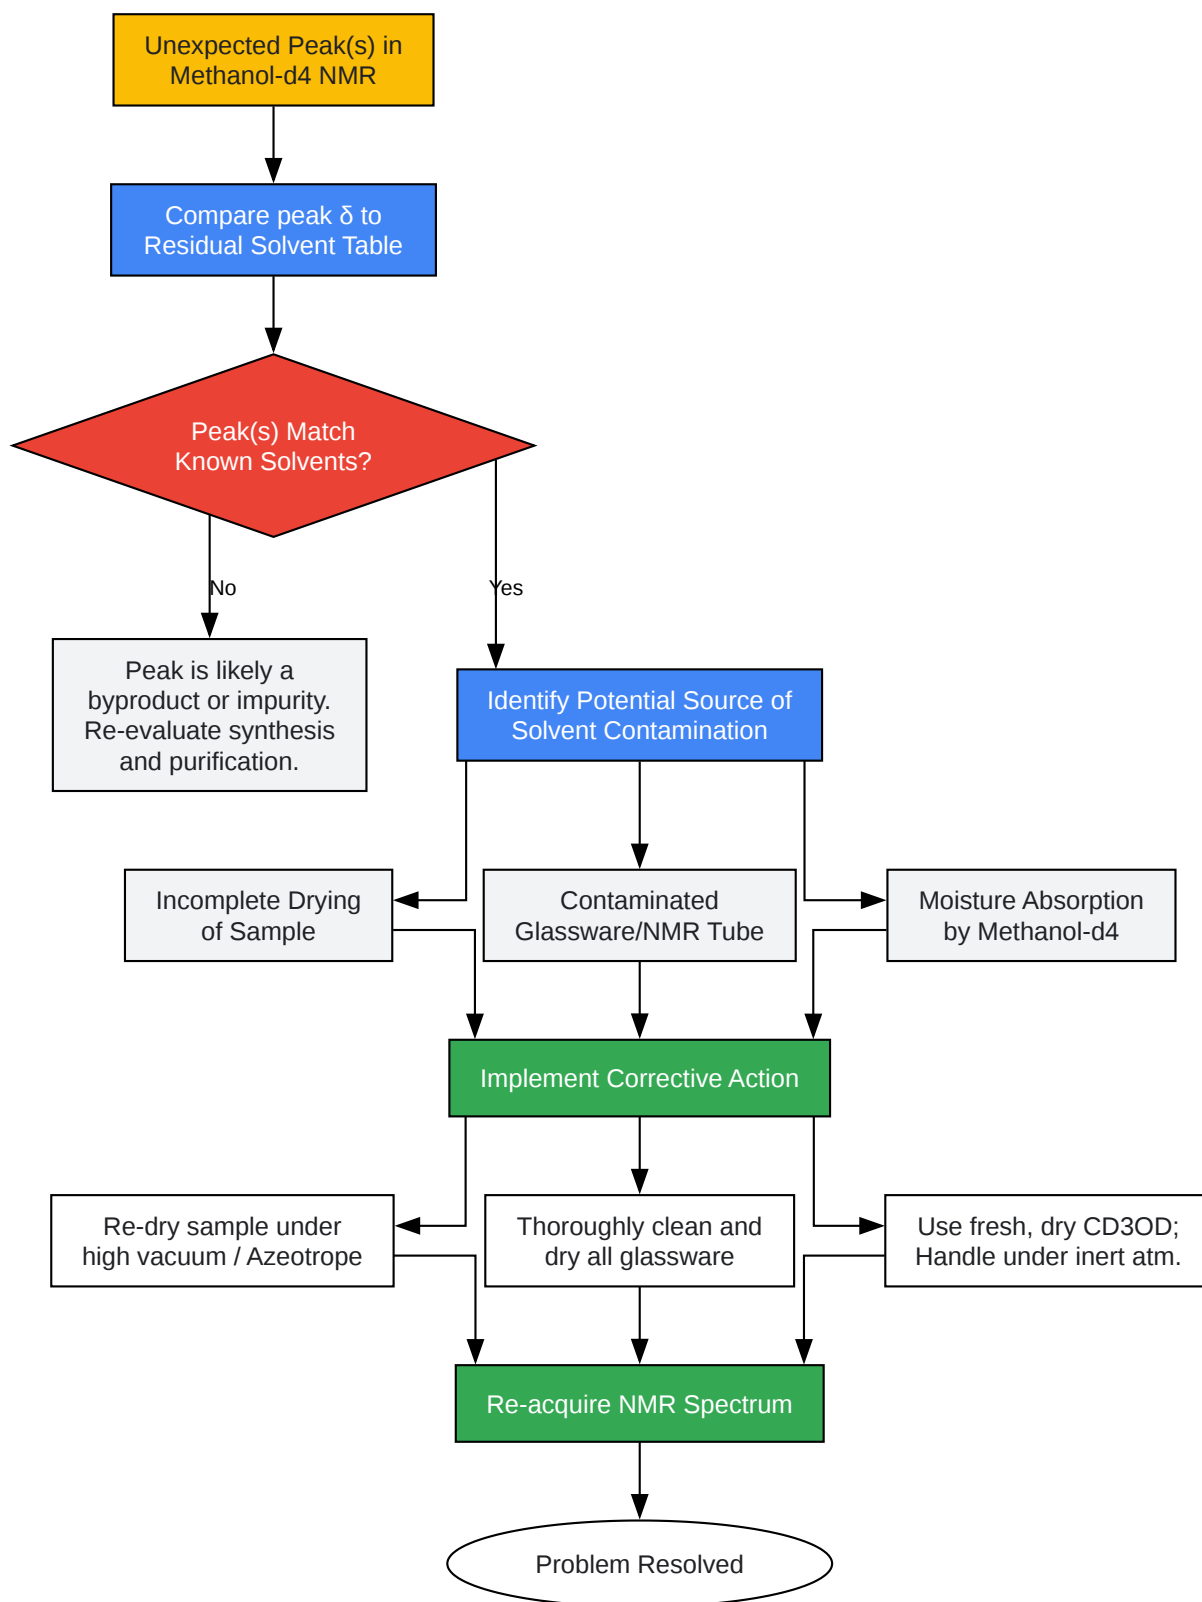 Unexpected Peak(s) in
Methanol-d4 NMR
Compare peak δ to
Residual Solvent Table
Peak(s) Match
Known Solvents?
No
Yes
Peak is likely a
byproduct or impurity.
Re-evaluate synthesis
and purification.
Identify Potential Source of
Solvent Contamination
Incomplete Drying
of Sample
Contaminated
Glassware/NMR Tube
Moisture Absorption
by Methanol-d4
Implement Corrective Action
Re-dry sample under
high vacuum / Azeotrope
Thoroughly clean and
dry all glassware
Use fresh, dry CD3OD;
Handle under inert atm.
Re-acquire NMR Spectrum
Problem Resolved